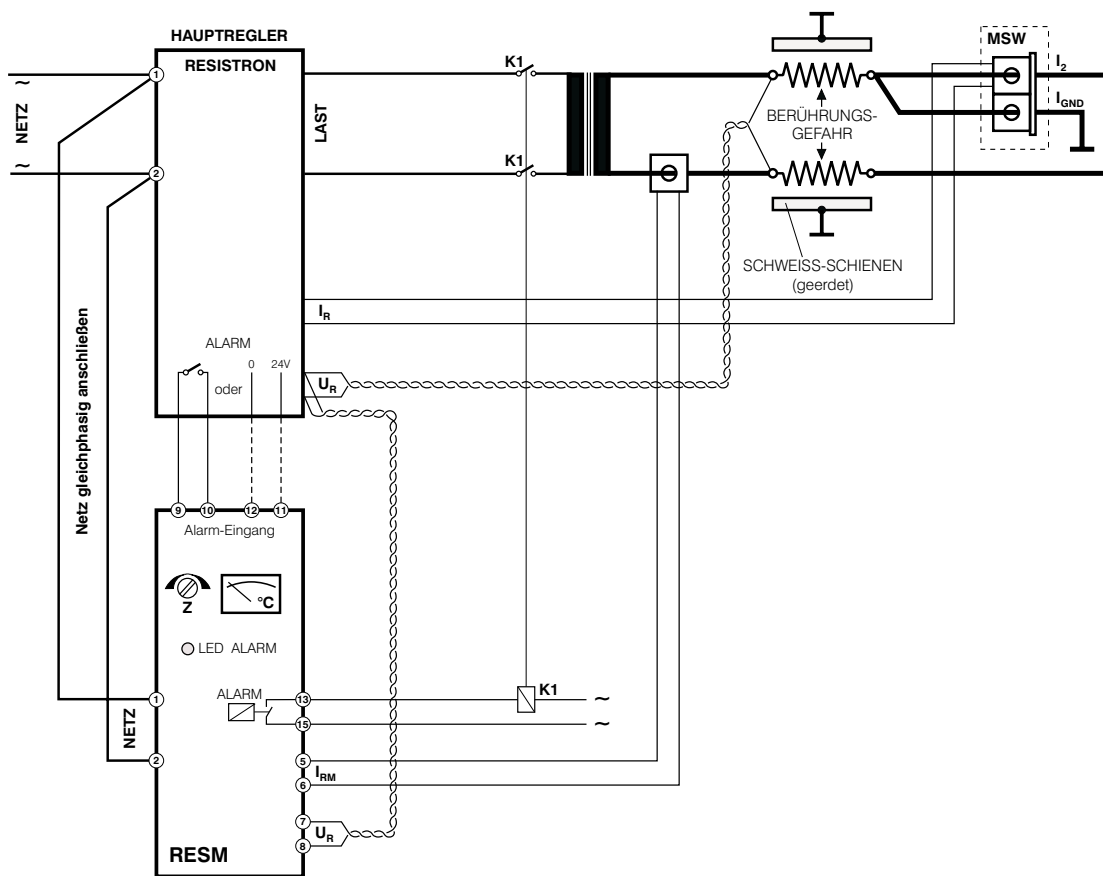 HAUPTREGLER
RESISTRON
1
~
NETZ
~
2
LAST
K1
K1
BERÜHRUNGS-
GEFAHR
SCHWEISS-SCHIENEN
(geerdet)
MSW
I2
IGND
IR
ALARM
oder
0
24V
UR
Netz gleichphasig anschließen
9
10
12
11
Alarm-Eingang
Z
°C
LED ALARM
1
NETZ
2
ALARM
13
K1
~
15
~
5
IRM
6
7
UR
8
RESM